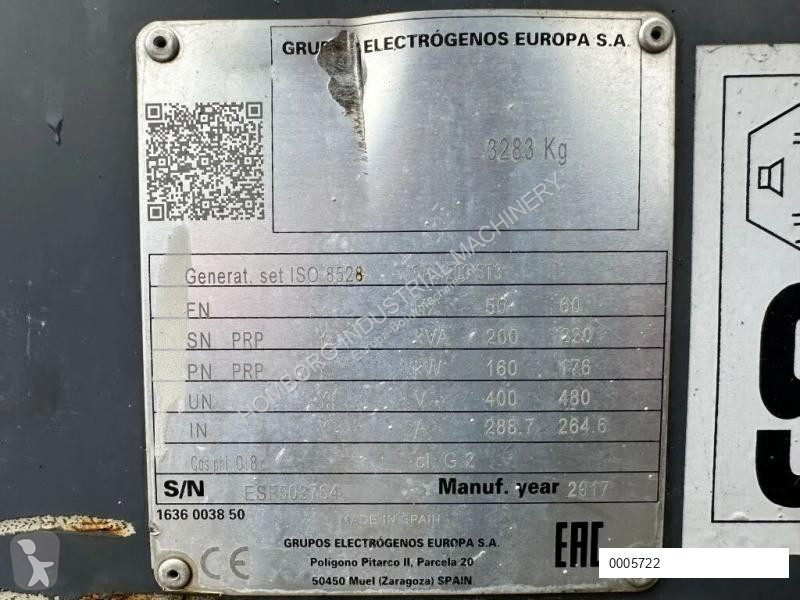 GRUPOS ELECTRÓGENOS EUROPA S.A.
3283 Kg
Generat. set ISO 8528
FN 50 60
SN PRP kVA 200 220
PN PRP kW 160 176
UN V 400 480
IN A 288.7 264.6
Cos phi 0.8 cl. G 2
S/N Manuf. year 2017
1636 0038 50
MADE IN SPAIN
CE
GRUPOS ELECTRÓGENOS EUROPA S.A.
Polígono Pitarco II, Parcela 20
50450 Muel (Zaragoza) SPAIN
EAC
0005722
HOMBORG INDUSTRIAL MACHINERY